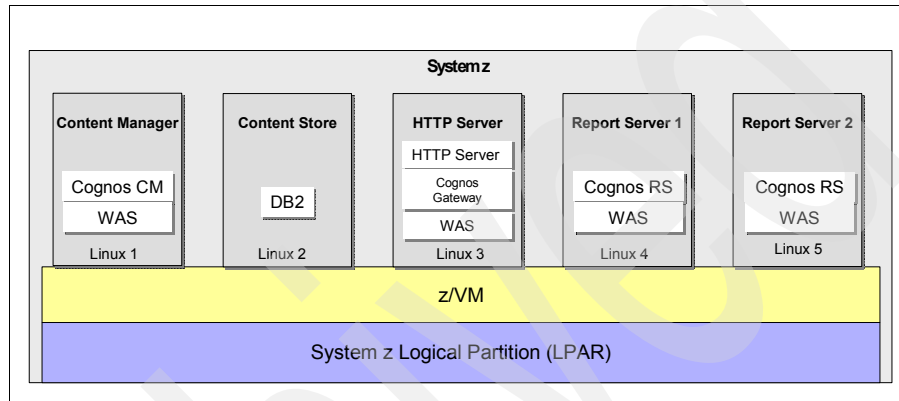 System z
Content Manager
Cognos CM
WAS
Linux 1
Content Store
DB2
Linux 2
HTTP Server
HTTP Server
Cognos
Gateway
WAS
Linux 3
Report Server 1
Cognos RS
WAS
Linux 4
Report Server 2
Cognos RS
WAS
Linux 5
z/VM
System z Logical Partition (LPAR)